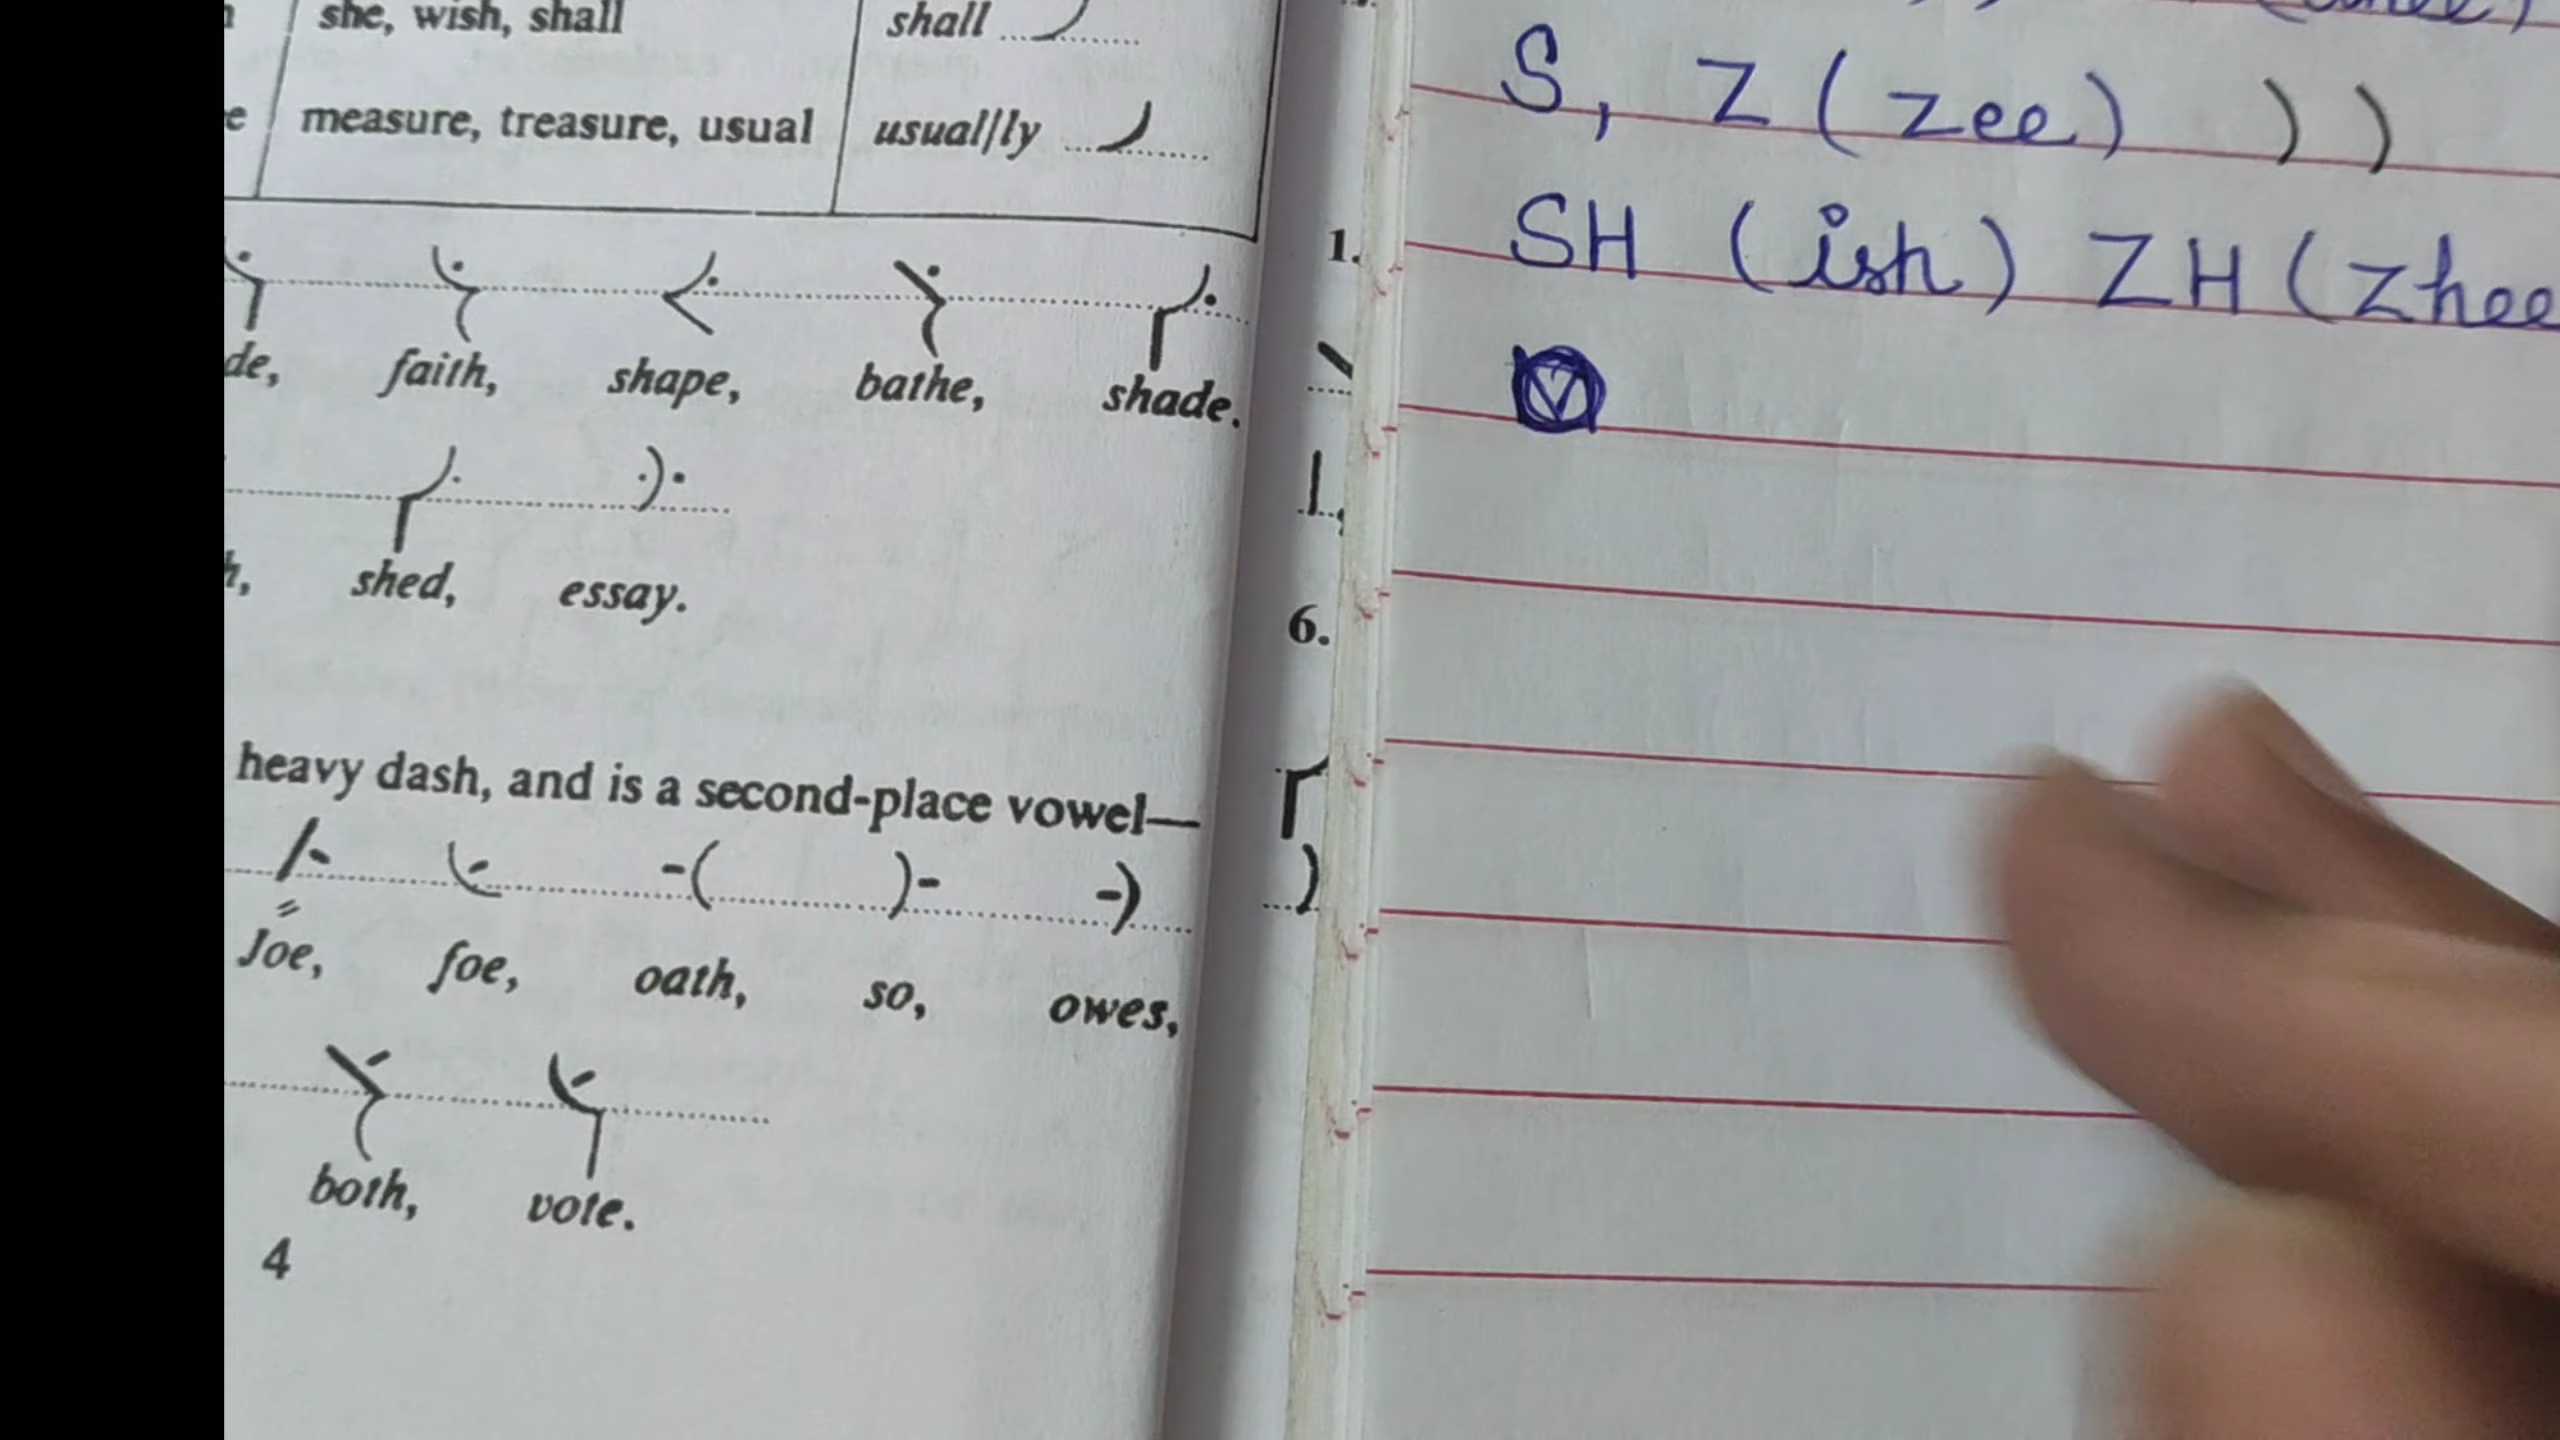 she, wish, shall shall
measure, treasure, usual usual/ly
faith, shape, bathe, shade.
shed, essay.
heavy dash, and is a second-place vowel—
Joe, foe, oath, so, owes,
both, vote.
4
1.
6.
S, Z (zee) ) )
SH (ish) ZH (zhee